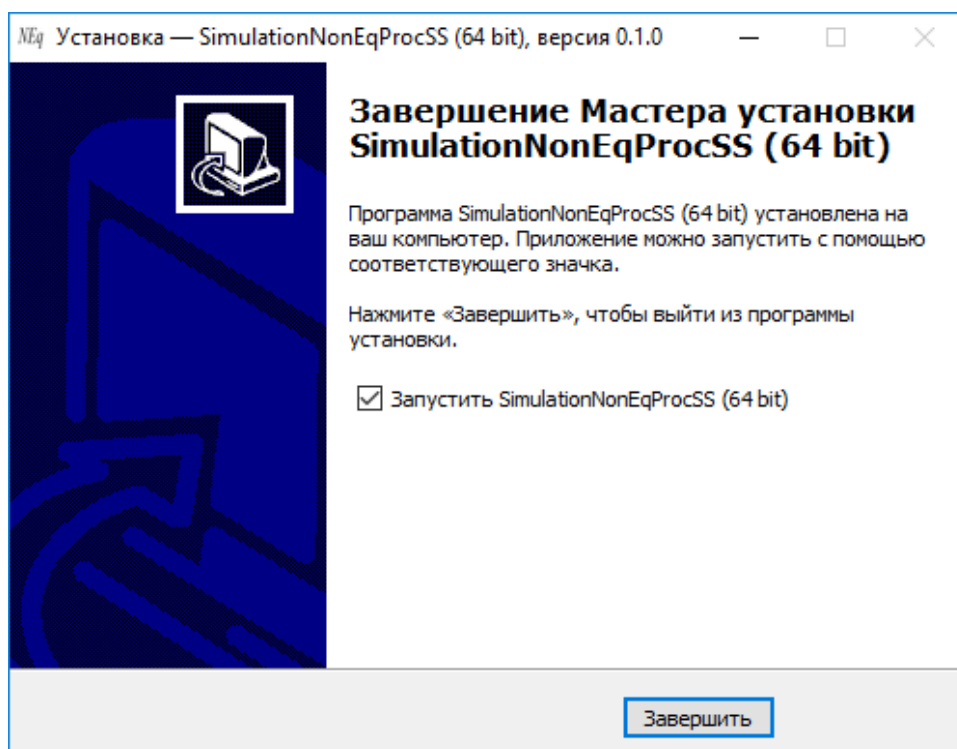 NEq Установка — SimulationNonEqProcSS (64 bit), версия 0.1.0
Завершение Мастера установки
SimulationNonEqProcSS (64 bit)
Программа SimulationNonEqProcSS (64 bit) установлена на
ваш компьютер. Приложение можно запустить с помощью
соответствующего значка.
Нажмите «Завершить», чтобы выйти из программы
установки.
Запустить SimulationNonEqProcSS (64 bit)
Завершить